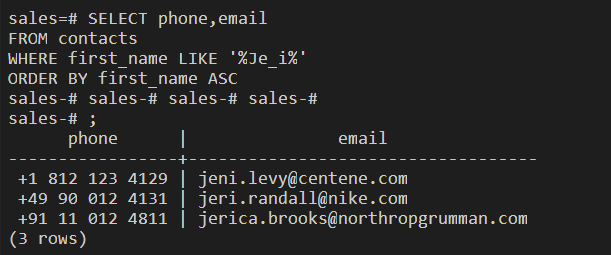 sales=# SELECT phone,email
FROM contacts
WHERE first_name LIKE '%Je_i%'
ORDER BY first_name ASC
sales-# sales-# sales-# sales-#
sales-# ;
      phone      |              email
-----------------+----------------------------------
 +1 812 123 4129 | jeni.levy@centene.com
 +49 90 012 4131 | jeri.randall@nike.com
 +91 11 012 4811 | jerica.brooks@northropgrumman.com
(3 rows)